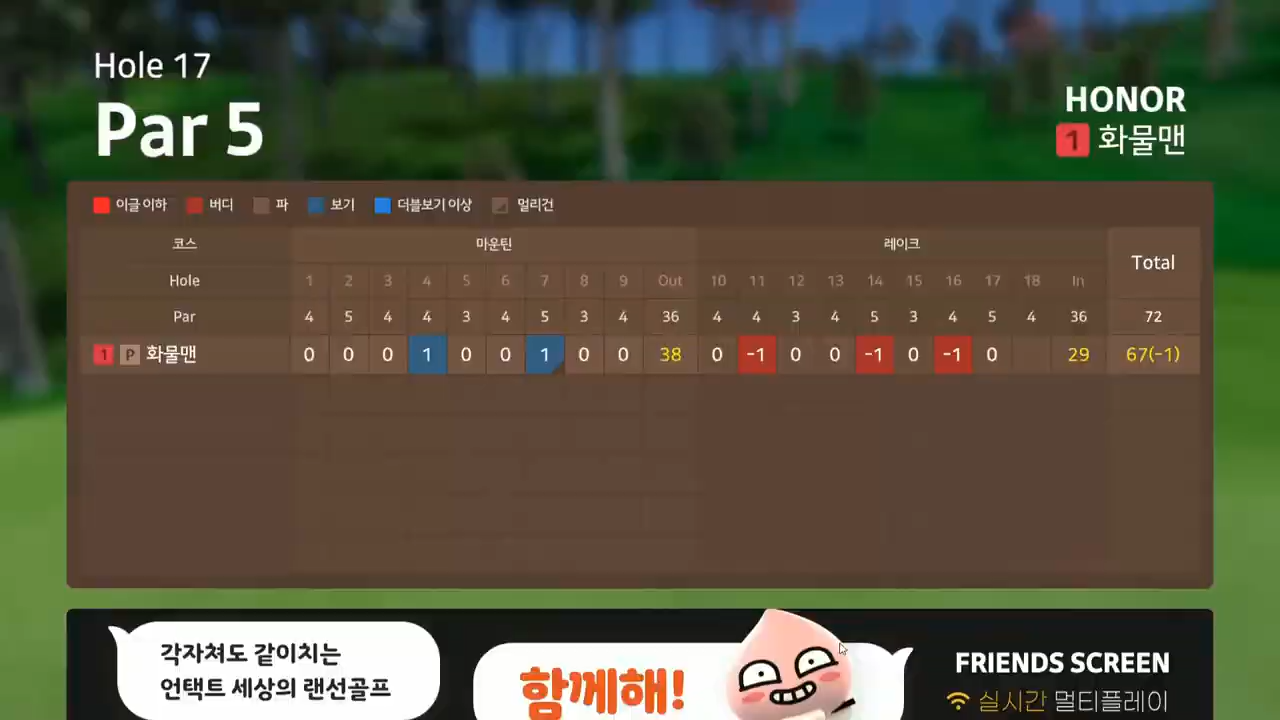 Hole 17
Par 5
HONOR
1 화물맨
이글 이하 버디 파 보기 더블보기 이상 멀리건
코스 마운틴 레이크 Total
Hole 1 2 3 4 5 6 7 8 9 Out 10 11 12 13 14 15 16 17 18 In
Par 4 5 4 4 3 4 5 3 4 36 4 4 3 4 5 3 4 5 4 36 72
1 P 화물맨 0 0 0 1 0 0 1 0 0 38 0 -1 0 0 -1 0 -1 0 29 67(-1)
각자쳐도 같이치는
언택트 세상의 랜선골프
함께해!
FRIENDS SCREEN
실시간 멀티플레이